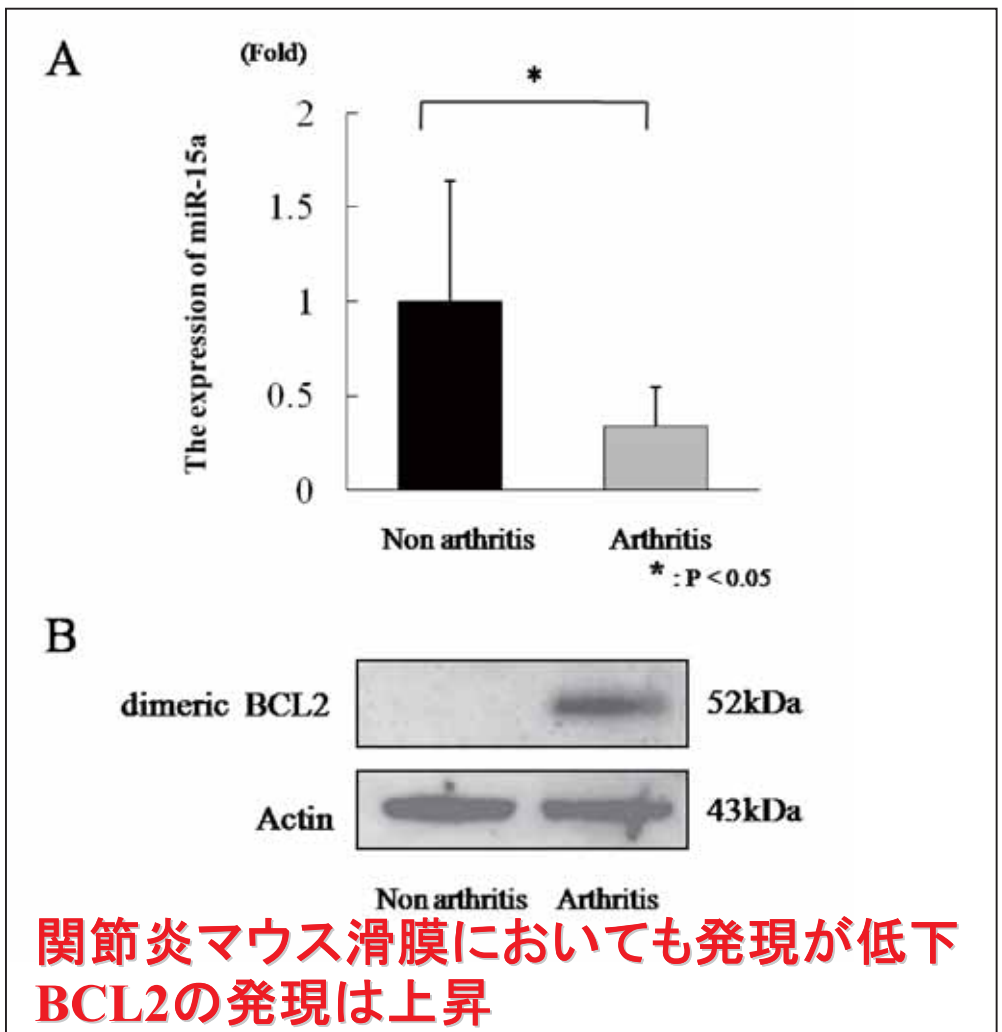 A
(Fold)
*
The expression of miR-15a
2
1.5
1
0.5
0
Non arthritis Arthritis
* : P < 0.05
B
dimeric BCL2 52kDa
Actin 43kDa
Non arthritis Arthritis
関節炎マウス滑膜においても発現が低下
BCL2の発現は上昇